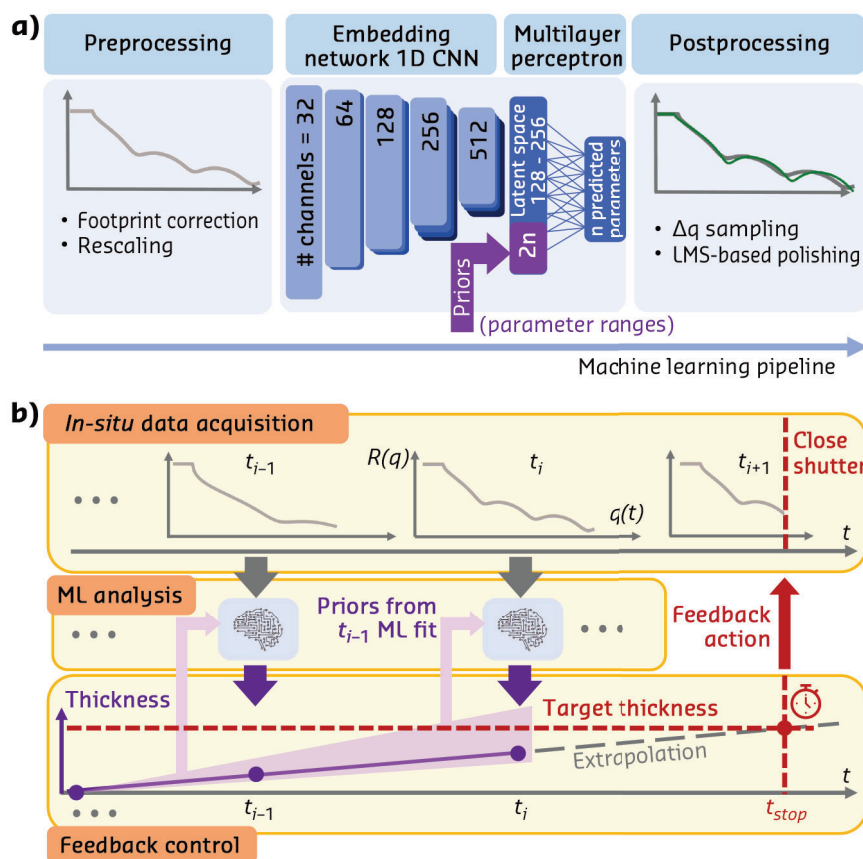 a)
Preprocessing
Embedding
network 1D CNN
Multilayer
perceptron
Postprocessing
# channels = 32
64
128
256
512
Latent space
128 - 256
2n
n predicted
parameters
• Footprint correction
• Rescaling
Priors
(parameter ranges)
• Δq sampling
• LMS-based polishing
Machine learning pipeline
b)
In-situ data acquisition
Close
shutter
t_{i–1}
R(q)
t_i
q(t)
t_{i+1}
t
ML analysis
Priors from
t_{i–1} ML fit
Feedback
action
Thickness
Target thickness
Extrapolation
t
t_{i–1}
t_i
t_{stop}
Feedback control